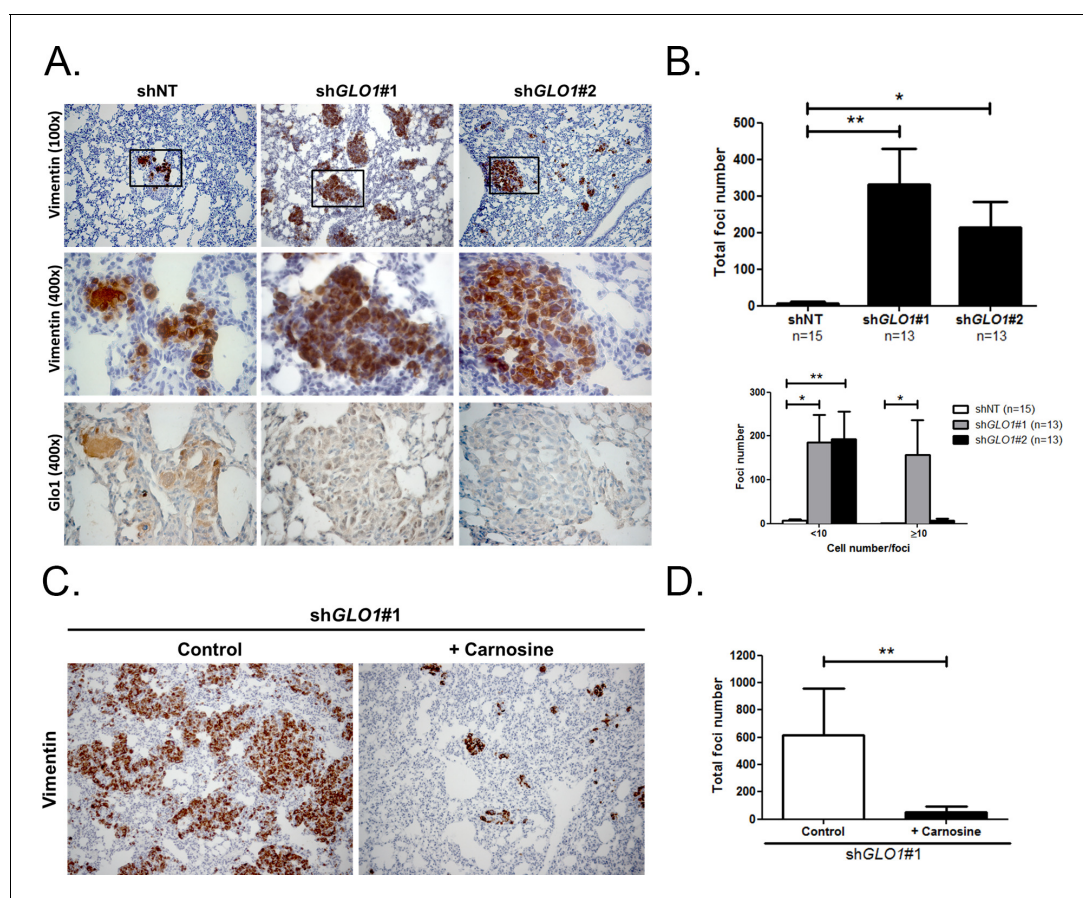 A.
shNT shGLO1#1 shGLO1#2
Vimentin (100x)
Vimentin (400x)
Glo1 (400x)
B.
*
**
Total foci number
500
400
300
200
100
0
shNT shGLO1#1 shGLO1#2
n=15 n=13 n=13
**
* *
Foci number
300
200
100
0
<10 ≥10
Cell number/foci
shNT (n=15)
shGLO1#1 (n=13)
shGLO1#2 (n=13)
C.
shGLO1#1
Control + Carnosine
Vimentin
D.
**
Total foci number
1200
1000
800
600
400
200
0
Control + Carnosine
shGLO1#1